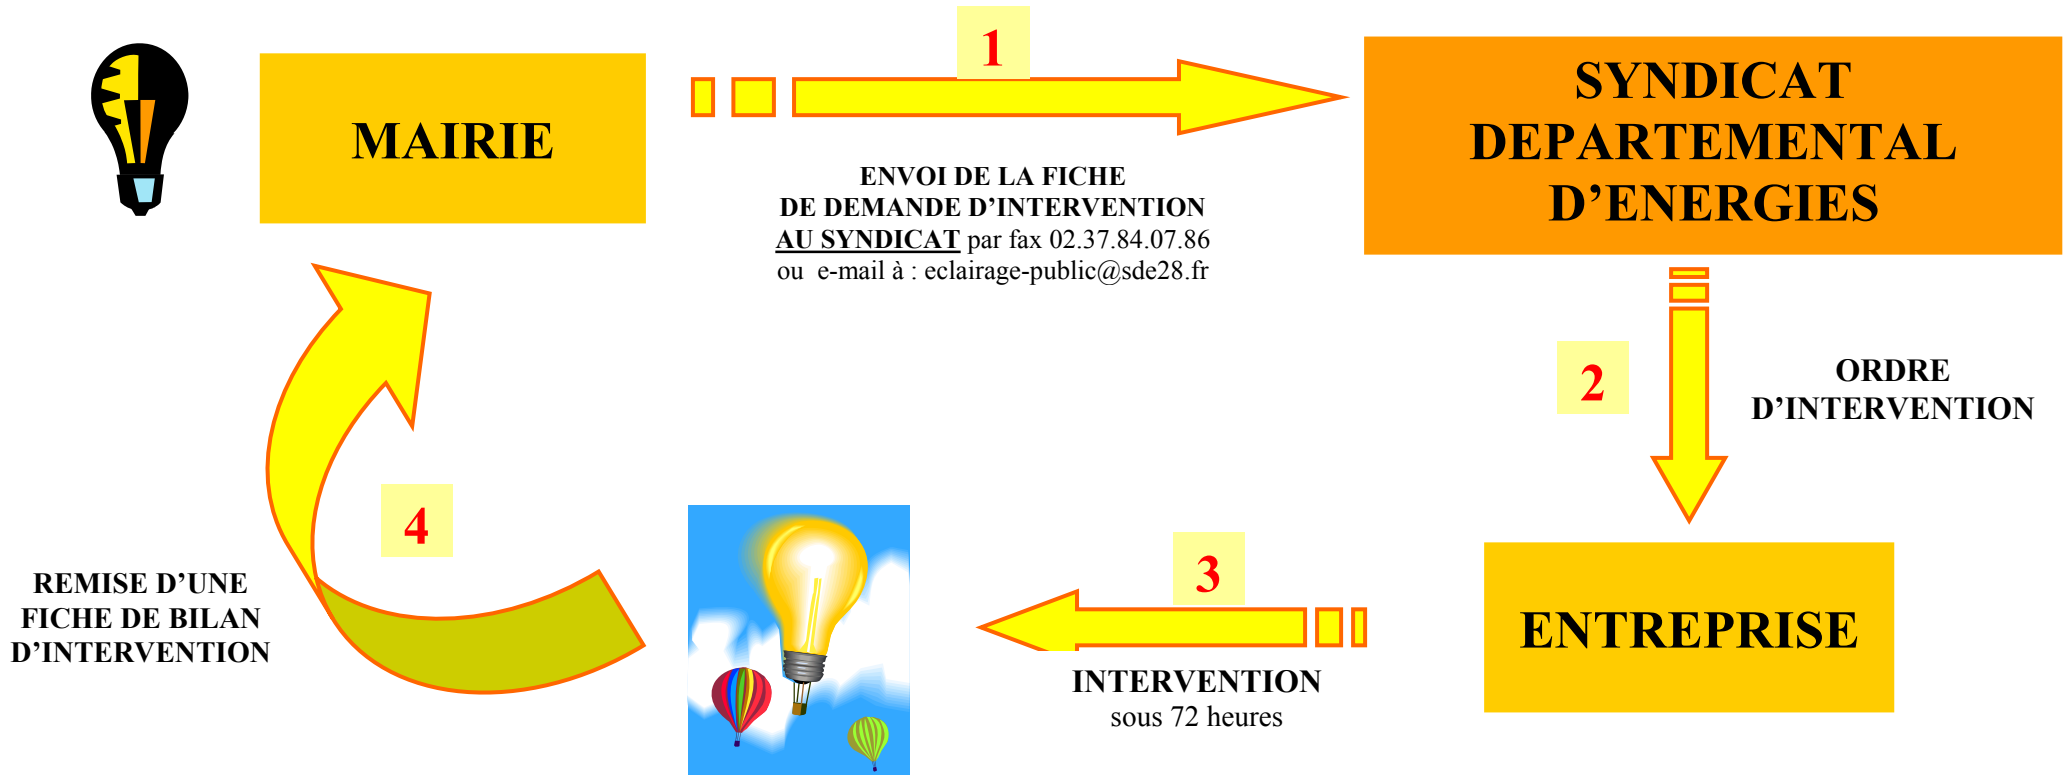 MAIRIE
1
ENVOI DE LA FICHE
DE DEMANDE D’INTERVENTION
AU SYNDICAT par fax 02.37.84.07.86
ou e-mail à : eclairage-public@sde28.fr
SYNDICAT
DEPARTEMENTAL
D’ENERGIES
2
ORDRE
D’INTERVENTION
ENTREPRISE
3
INTERVENTION
sous 72 heures
4
REMISE D’UNE
FICHE DE BILAN
D’INTERVENTION